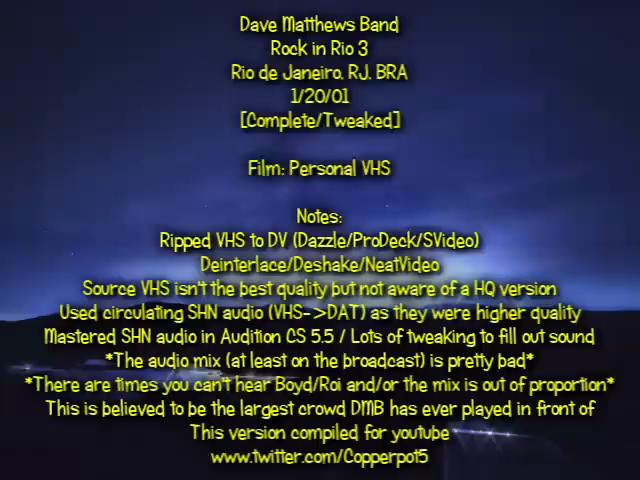 Dave Matthews Band
Rock in Rio 3
Rio de Janeiro, RJ, BRA
1/20/01
[Complete/Tweaked]
Film: Personal VHS
Notes:
Ripped VHS to DV (Dazzle/ProDeck/SVideo)
Deinterlace/Deshake/NeatVideo
Source VHS isn't the best quality but not aware of a HQ version
Used circulating SHN audio (VHS->DAT) as they were higher quality
Mastered SHN audio in Audition CS 5.5 / Lots of tweaking to fill out sound
*The audio mix (at least on the broadcast) is pretty bad*
*There are times you can't hear Boyd/Roi and/or the mix is out of proportion*
This is believed to be the largest crowd DMB has ever played in front of
This version compiled for youtube
www.twitter.com/Copperpot5